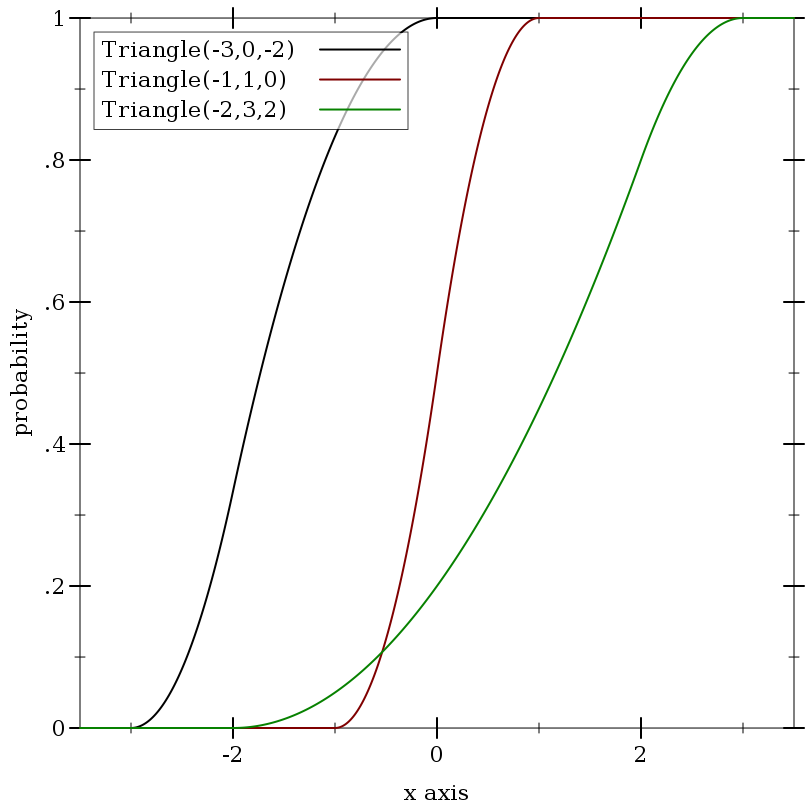 1
Triangle(-3,0,-2)
Triangle(-1,1,0)
Triangle(-2,3,2)
.8
.6
probability
.4
.2
0
-2 0 2
x axis